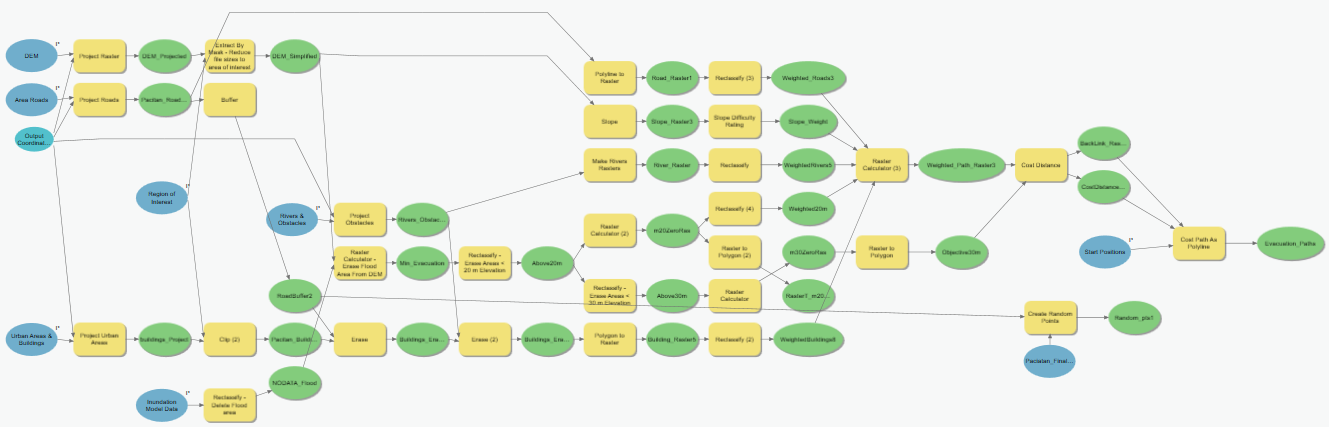 DEM
Project Raster
DEM_Projected
Extract By
Mask - Reduce
file sizes to
area of interest
DEM_Simplified
Area Roads
Project Roads
Pacitan_Road...
Buffer
Output
Coordinat...
Region of
Interest
Rivers &
Obstacles
Project
Obstacles
Rivers_Obstac...
Raster
Calculator -
Erase Flood
Area From DEM
Min_Evacuation
Reclassify -
Erase Areas <
20 m Elevation
Above20m
RoadBuffer2
Urban Areas &
Buildings
Project Urban
Areas
buildings_Project
Clip (2)
Pacitan_Buildi...
Erase
Buildings_Era...
Erase (2)
Buildings_Era...
NODATA_Flood
Inundation
Model Data
Reclassify -
Delete Flood
area
Polyline to
Raster
Road_Raster1
Reclassify (3)
Weighted_Roads3
Slope
Slope_Raster3
Slope Difficulty
Rating
Slope_Weight
Make Rivers
Rasters
River_Raster
Reclassify
WeightedRivers5
Raster
Calculator (3)
Weighted_Path_Raster3
Cost Distance
BackLink_Ras...
CostDistance...
Reclassify (4)
Weighted20m
Raster
Calculator (2)
m20ZeroRas
Raster to
Polygon (2)
m30ZeroRas
Raster to
Polygon
Objective30m
Start Positions
Cost Path As
Polyline
Evacuation_Paths
Reclassify -
Erase Areas <
30 m Elevation
Above30m
Raster
Calculator
RasterT_m20...
Polygon to
Raster
Building_Raster5
Reclassify (2)
WeightedBuildings8
Create Random
Points
Random_pts1